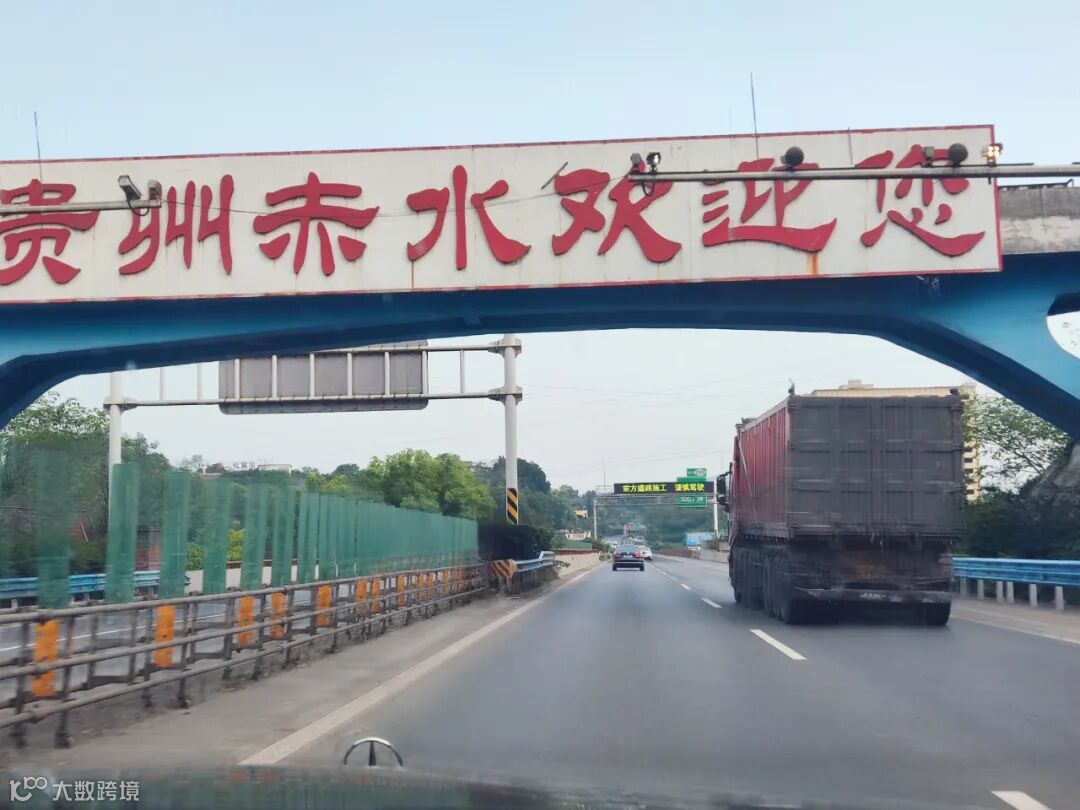 贵州赤水欢迎您
前方道路施工 谨慎驾驶
500
大数跨境